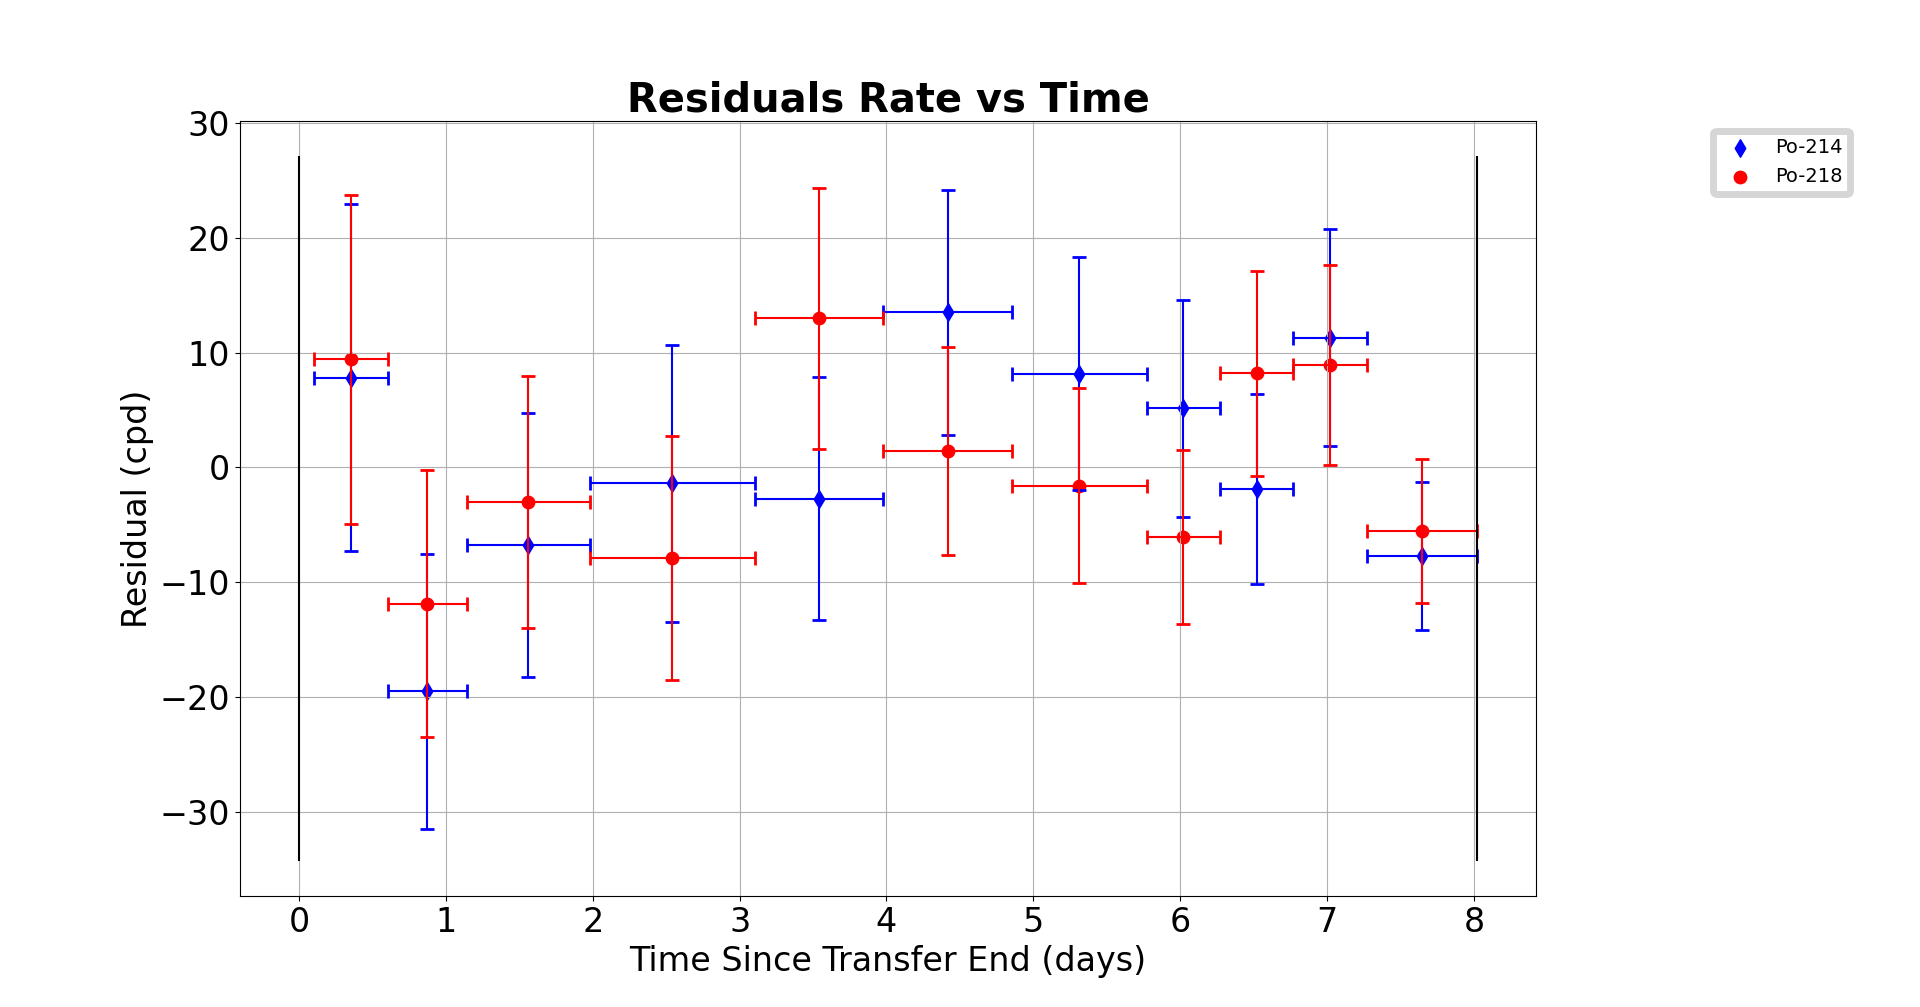 Residuals Rate vs Time
Po-214
Po-218
30
20
10
0
−10
−20
−30
Residual (cpd)
0 1 2 3 4 5 6 7 8
Time Since Transfer End (days)